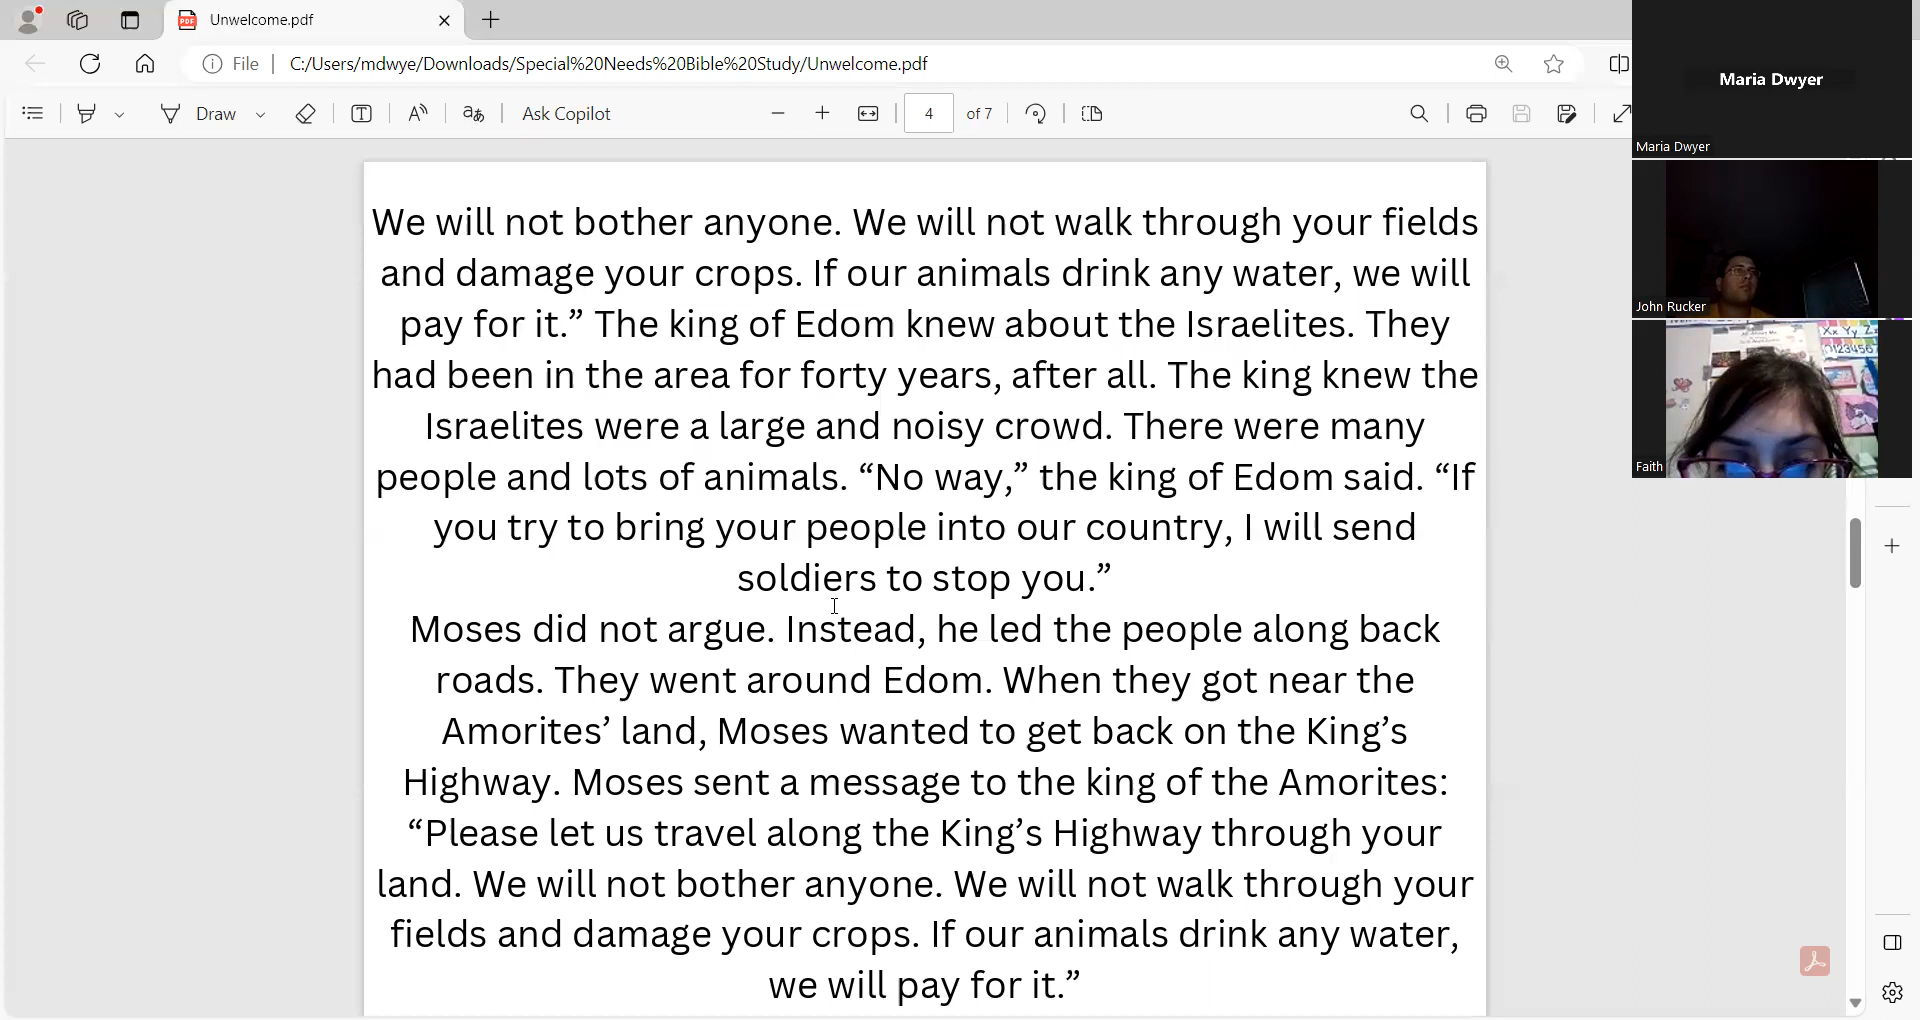 Unwelcome.pdf
File
C:/Users/mdwye/Downloads/Special%20Needs%20Bible%20Study/Unwelcome.pdf
Draw
Ask Copilot
4 of 7
We will not bother anyone. We will not walk through your fields
and damage your crops. If our animals drink any water, we will
pay for it.” The king of Edom knew about the Israelites. They
had been in the area for forty years, after all. The king knew the
Israelites were a large and noisy crowd. There were many
people and lots of animals. “No way,” the king of Edom said. “If
you try to bring your people into our country, I will send
soldiers to stop you.”
Moses did not argue. Instead, he led the people along back
roads. They went around Edom. When they got near the
Amorites’ land, Moses wanted to get back on the King’s
Highway. Moses sent a message to the king of the Amorites:
“Please let us travel along the King’s Highway through your
land. We will not bother anyone. We will not walk through your
fields and damage your crops. If our animals drink any water,
we will pay for it.”
Maria Dwyer
Maria Dwyer
John Rucker
Xx Yy Z
0123456
Faith